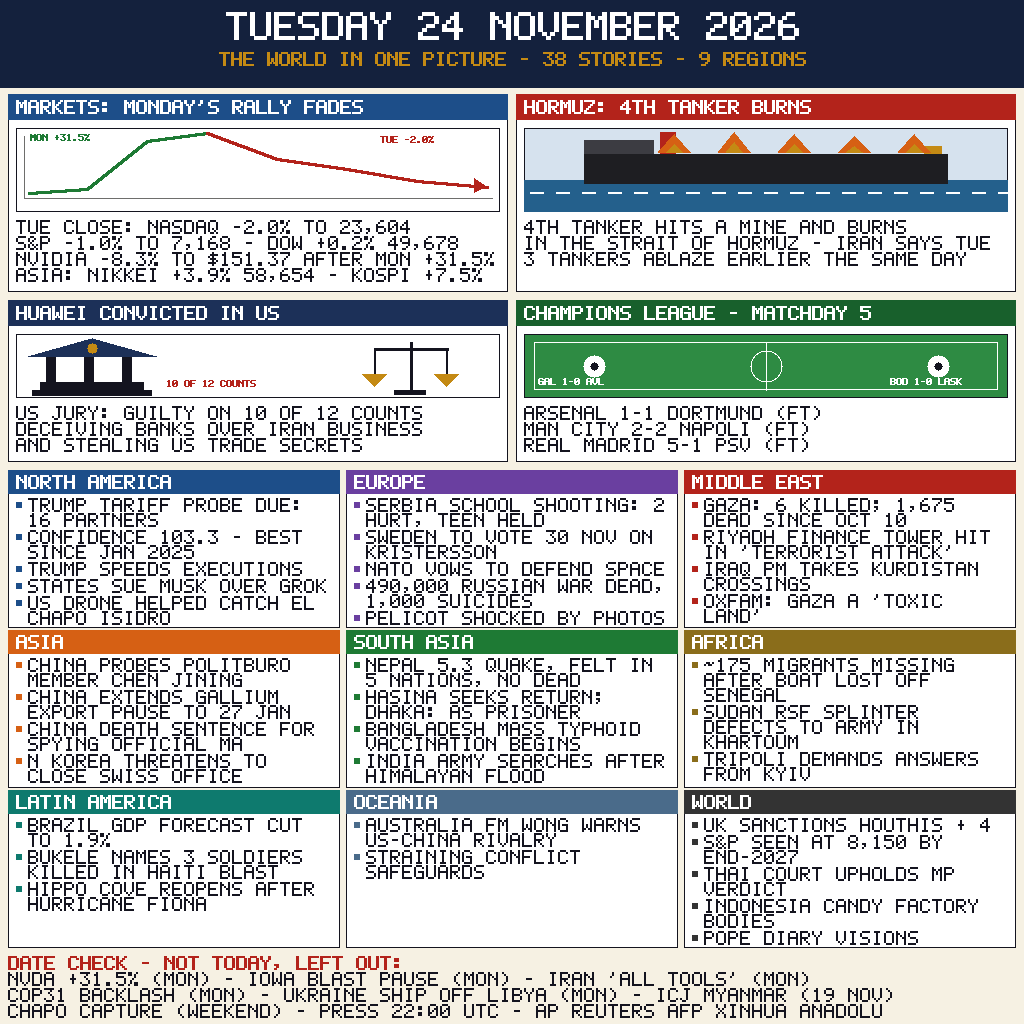 TUESDAY 24 NOVEMBER 2026
THE WORLD IN ONE PICTURE - 38 STORIES - 9 REGIONS
MARKETS: MONDAY'S RALLY FADES
MON +31.5%
TUE -2.0%
TUE CLOSE: NASDAQ -2.0% TO 23,604
S&P -1.0% TO 7,168 - DOW +0.2% 49,678
NVIDIA -8.3% TO $151.37 AFTER MON +31.5%
ASIA: NIKKEI +3.9% 58,654 - KOSPI +7.5%
HORMUZ: 4TH TANKER BURNS
4TH TANKER HITS A MINE AND BURNS
IN THE STRAIT OF HORMUZ - IRAN SAYS TUE
3 TANKERS ABLAZE EARLIER THE SAME DAY
HUAWEI CONVICTED IN US
10 OF 12 COUNTS
US JURY: GUILTY ON 10 OF 12 COUNTS
DECEIVING BANKS OVER IRAN BUSINESS
AND STEALING US TRADE SECRETS
CHAMPIONS LEAGUE - MATCHDAY 5
GAL 1-0 AVL
BOD 1-0 LASK
ARSENAL 1-1 DORTMUND (FT)
MAN CITY 2-2 NAPOLI (FT)
REAL MADRID 5-1 PSV (FT)
NORTH AMERICA
TRUMP TARIFF PROBE DUE:
16 PARTNERS
CONFIDENCE 103.3 - BEST
SINCE JAN 2025
TRUMP SPEEDS EXECUTIONS
STATES SUE MUSK OVER GROK
US DRONE HELPED CATCH EL
CHAPO ISIDRO
EUROPE
SERBIA SCHOOL SHOOTING: 2
HURT, TEEN HELD
SWEDEN TO VOTE 30 NOV ON
KRISTERSSON
NATO VOWS TO DEFEND SPACE
490,000 RUSSIAN WAR DEAD,
1,000 SUICIDES
PELICOT SHOCKED BY PHOTOS
MIDDLE EAST
GAZA: 6 KILLED; 1,675
DEAD SINCE OCT 10
RIYADH FINANCE TOWER HIT
IN 'TERRORIST ATTACK'
IRAQ PM TAKES KURDISTAN
CROSSINGS
OXFAM: GAZA A 'TOXIC
LAND'
ASIA
CHINA PROBES POLITBURO
MEMBER CHEN JINING
CHINA EXTENDS GALLIUM
EXPORT PAUSE TO 27 JAN
CHINA DEATH SENTENCE FOR
SPYING OFFICIAL MA
N KOREA THREATENS TO
CLOSE SWISS OFFICE
SOUTH ASIA
NEPAL 5.3 QUAKE, FELT IN
5 NATIONS, NO DEAD
HASINA SEEKS RETURN;
DHAKA: AS PRISONER
BANGLADESH MASS TYPHOID
VACCINATION BEGINS
INDIA ARMY SEARCHES AFTER
HIMALAYAN FLOOD
AFRICA
~175 MIGRANTS MISSING
AFTER BOAT LOST OFF
SENEGAL
SUDAN RSF SPLINTER
DEFECTS TO ARMY IN
KHARTOUM
TRIPOLI DEMANDS ANSWERS
FROM KYIV
LATIN AMERICA
BRAZIL GDP FORECAST CUT
TO 1.9%
BUKELE NAMES 3 SOLDIERS
KILLED IN HAITI BLAST
HIPPO COVE REOPENS AFTER
HURRICANE FIONA
OCEANIA
AUSTRALIA FM WONG WARNS
US-CHINA RIVALRY
STRAINING CONFLICT
SAFEGUARDS
WORLD
UK SANCTIONS HOUTHIS + 4
S&P SEEN AT 8,150 BY
END-2027
THAI COURT UPHOLDS MP
VERDICT
INDONESIA CANDY FACTORY
BODIES
POPE DIARY VISIONS
DATE CHECK - NOT TODAY, LEFT OUT:
NVDA +31.5% (MON) - IOWA BLAST PAUSE (MON) - IRAN 'ALL TOOLS' (MON)
COP31 BACKLASH (MON) - UKRAINE SHIP OFF LIBYA (MON) - ICJ MYANMAR (19 NOV)
CHAPO CAPTURE (WEEKEND) - PRESS 22:00 UTC - AP REUTERS AFP XINHUA ANADOLU